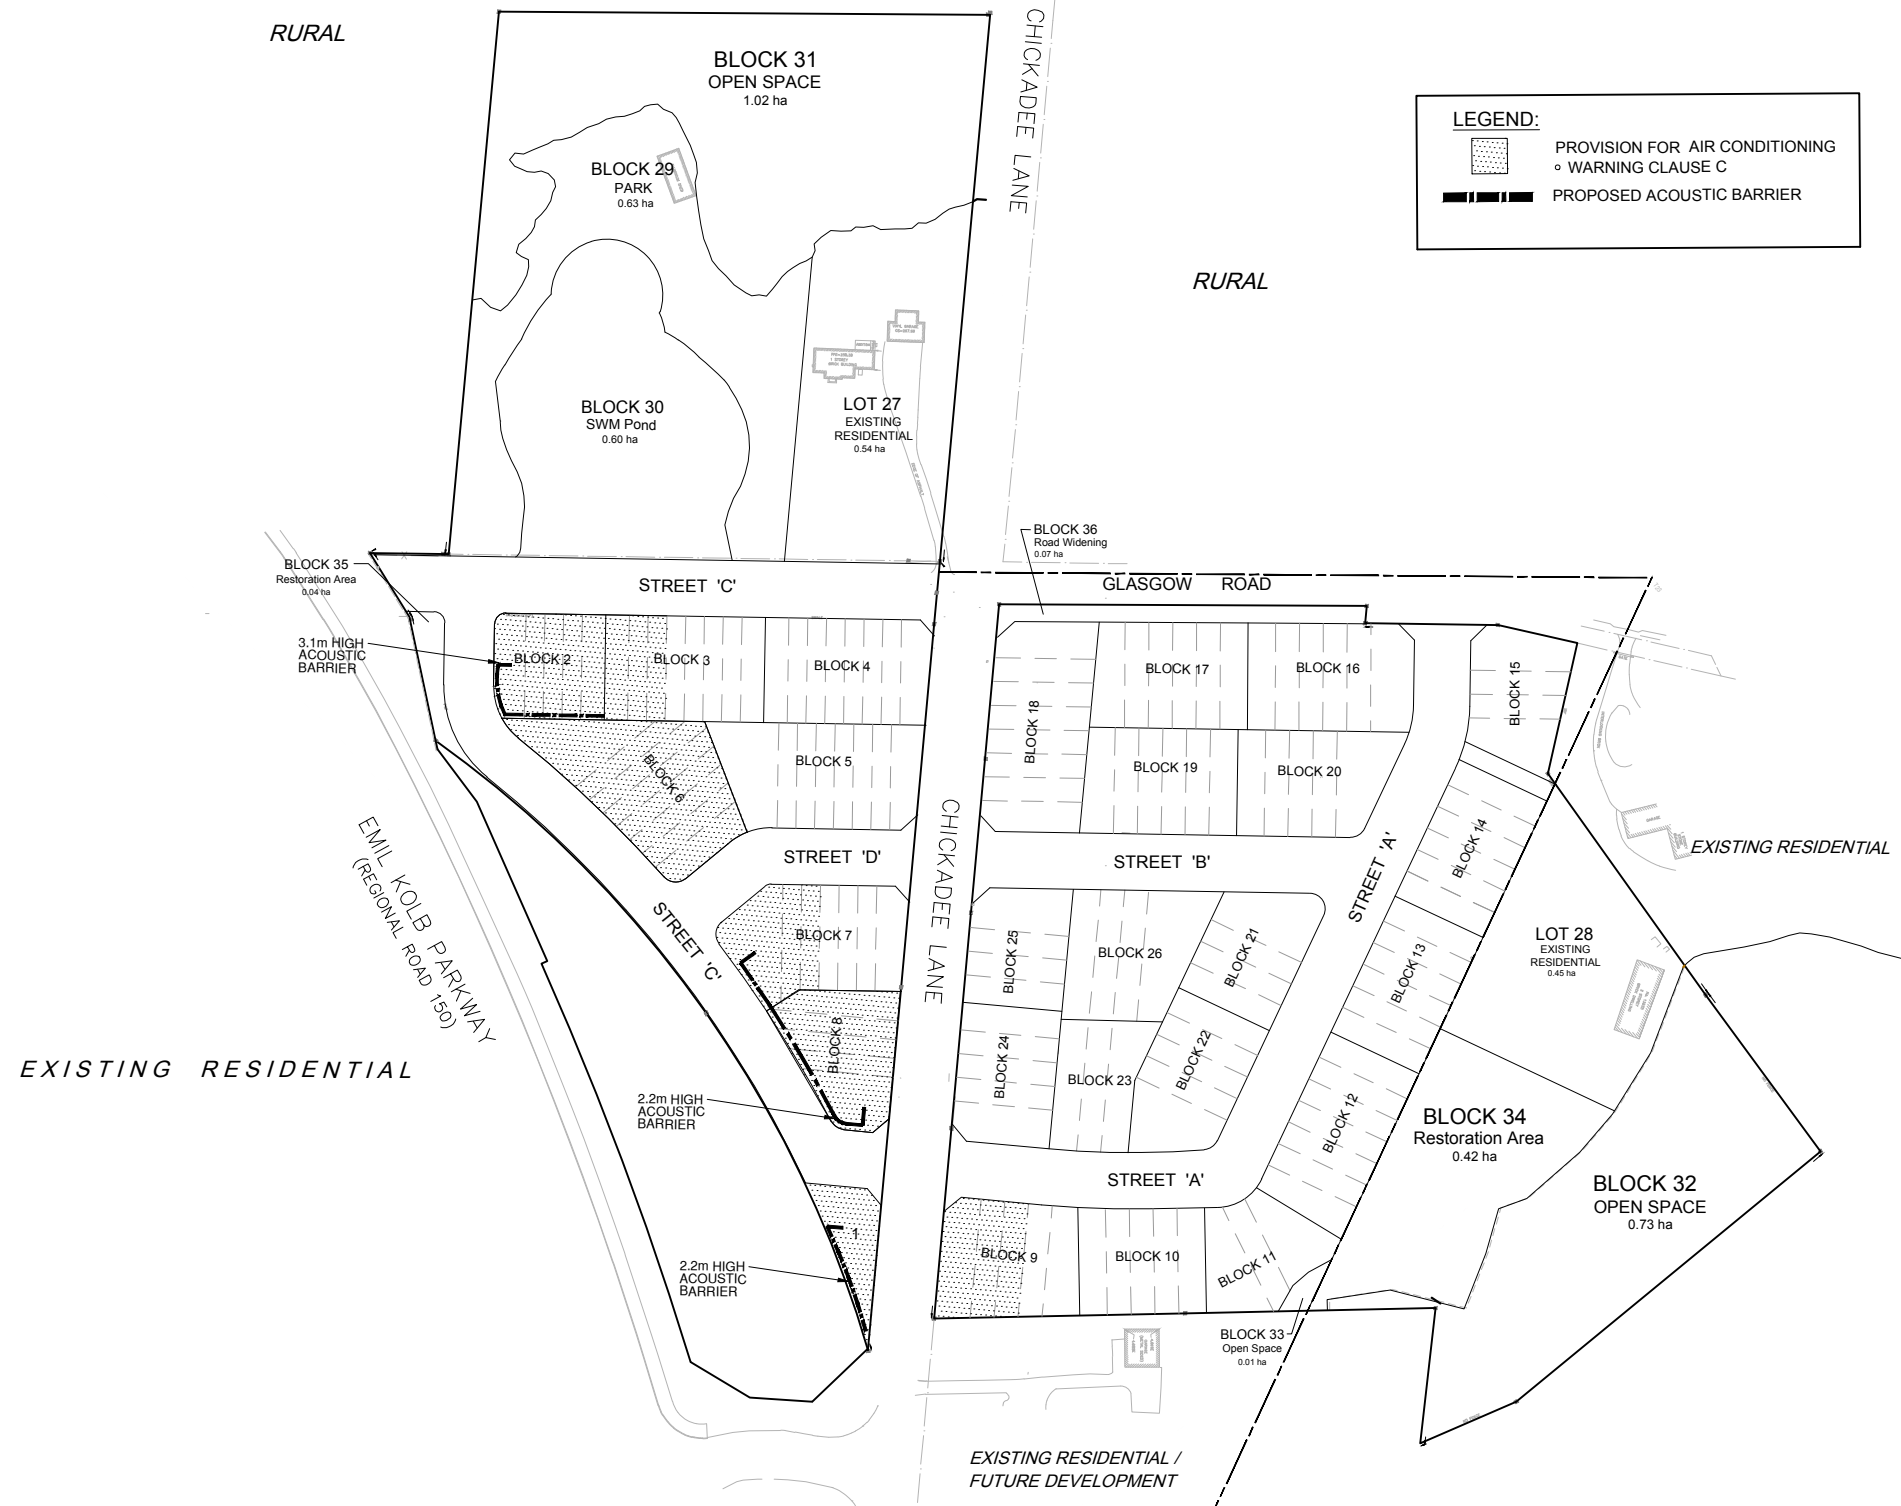 RURAL
BLOCK 31
OPEN SPACE
1.02 ha
CHICKADEE LANE
LEGEND:
PROVISION FOR AIR CONDITIONING
WARNING CLAUSE C
PROPOSED ACOUSTIC BARRIER
BLOCK 29
PARK
0.63 ha
RURAL
BLOCK 30
SWM Pond
0.60 ha
LOT 27
EXISTING
RESIDENTIAL
0.54 ha
BLOCK 36
Road Widening
0.07 ha
BLOCK 35
Restoration Area
0.04 ha
STREET 'C'
GLASGOW ROAD
3.1m HIGH
ACOUSTIC
BARRIER
BLOCK 2
BLOCK 3
BLOCK 4
BLOCK 17
BLOCK 16
BLOCK 15
BLOCK 18
BLOCK 6
BLOCK 5
BLOCK 19
BLOCK 20
EMIL KOLB PARKWAY
(REGIONAL ROAD 150)
CHICKADEE LANE
STREET 'D'
STREET 'B'
STREET 'A'
BLOCK 14
EXISTING RESIDENTIAL
STREET 'C'
BLOCK 7
BLOCK 25
BLOCK 26
BLOCK 21
BLOCK 13
LOT 28
EXISTING
RESIDENTIAL
0.45 ha
EXISTING RESIDENTIAL
BLOCK 8
BLOCK 24
BLOCK 23
BLOCK 22
BLOCK 12
2.2m HIGH
ACOUSTIC
BARRIER
BLOCK 34
Restoration Area
0.42 ha
STREET 'A'
BLOCK 32
OPEN SPACE
0.73 ha
1
BLOCK 9
BLOCK 10
BLOCK 11
2.2m HIGH
ACOUSTIC
BARRIER
BLOCK 33
Open Space
0.01 ha
EXISTING RESIDENTIAL /
FUTURE DEVELOPMENT